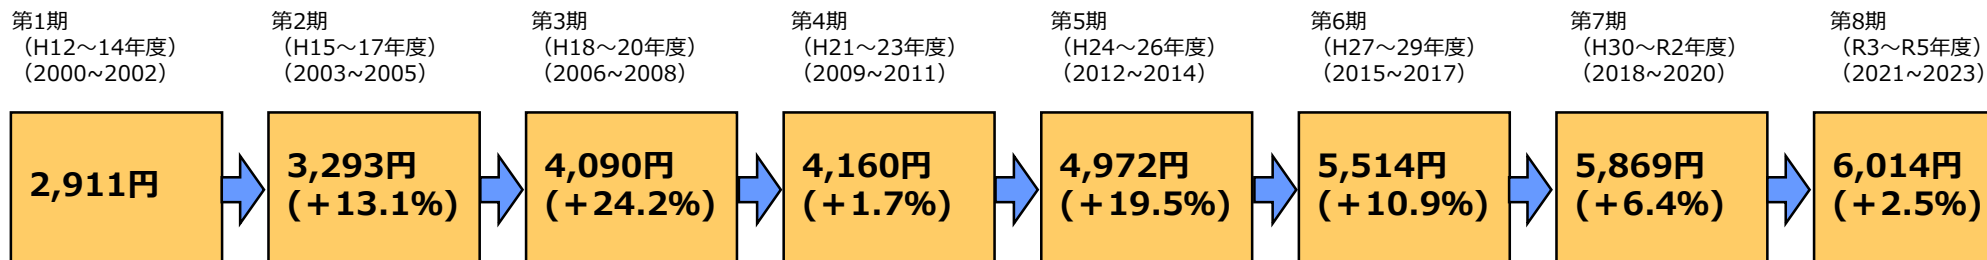 第1期
（H12～14年度）
（2000~2002）
第2期
（H15～17年度）
（2003~2005）
第3期
（H18～20年度）
（2006~2008）
第4期
（H21～23年度）
（2009~2011）
第5期
（H24～26年度）
（2012~2014）
第6期
（H27～29年度）
（2015~2017）
第7期
（H30～R2年度）
（2018~2020）
第8期
（R3～R5年度）
（2021~2023）
2,911円
3,293円
(＋13.1%)
4,090円
(＋24.2%)
4,160円
(＋1.7%)
4,972円
(＋19.5%)
5,514円
(＋10.9%)
5,869円
(＋6.4%)
6,014円
(＋2.5%)